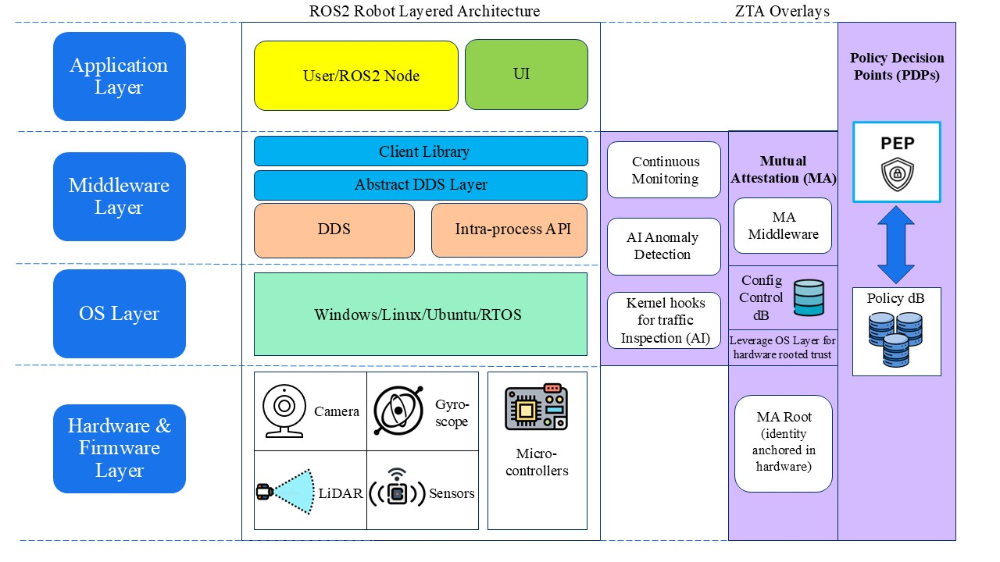 ROS2 Robot Layered Architecture
ZTA Overlays
Application
Layer
User/ROS2 Node
UI
Policy Decision
Points (PDPs)
PEP
Middleware
Layer
Client Library
Abstract DDS Layer
DDS
Intra-process API
Continuous
Monitoring
AI Anomaly
Detection
Mutual
Attestation (MA)
MA
Middleware
OS Layer
Windows/Linux/Ubuntu/RTOS
Kernel hooks
for traffic
Inspection (AI)
Config
Control
dB
Leverage OS Layer for
hardware rooted trust
Policy dB
Hardware &
Firmware
Layer
Camera
Gyro-
scope
LiDAR
Sensors
Micro-
controllers
MA Root
(identity
anchored in
hardware)